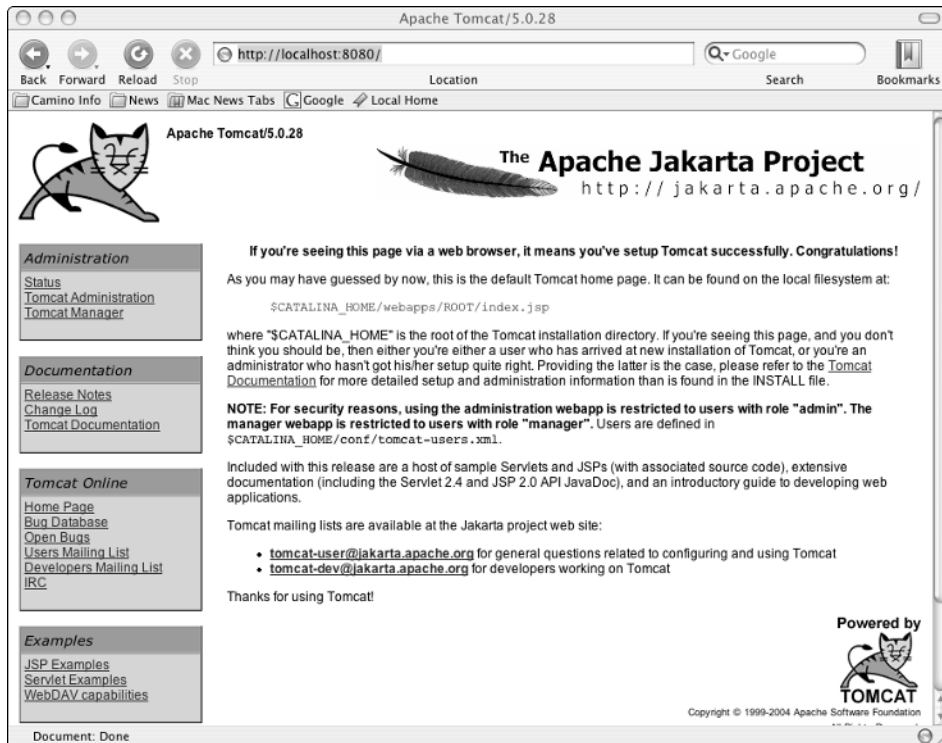 Apache Tomcat/5.0.28
http://localhost:8080/
Google
Back Forward Reload Stop
Location
Search
Bookmarks
Camino Info News Mac News Tabs Google Local Home
Apache Tomcat/5.0.28
The Apache Jakarta Project
http://jakarta.apache.org/
Administration
Status
Tomcat Administration
Tomcat Manager
Documentation
Release Notes
Change Log
Tomcat Documentation
Tomcat Online
Home Page
Bug Database
Open Bugs
Users Mailing List
Developers Mailing List
IRC
Examples
JSP Examples
Servlet Examples
WebDAV capabilities
If you're seeing this page via a web browser, it means you've setup Tomcat successfully. Congratulations!
As you may have guessed by now, this is the default Tomcat home page. It can be found on the local filesystem at:
$CATALINA_HOME/webapps/ROOT/index.jsp
where "$CATALINA_HOME" is the root of the Tomcat installation directory. If you're seeing this page, and you don't
think you should be, then either you're either a user who has arrived at new installation of Tomcat, or you're an
administrator who hasn't got his/her setup quite right. Providing the latter is the case, please refer to the Tomcat
Documentation for more detailed setup and administration information than is found in the INSTALL file.
NOTE: For security reasons, using the administration webapp is restricted to users with role "admin". The
manager webapp is restricted to users with role "manager". Users are defined in
$CATALINA_HOME/conf/tomcat-users.xml.
Included with this release are a host of sample Servlets and JSPs (with associated source code), extensive
documentation (including the Servlet 2.4 and JSP 2.0 API JavaDoc), and an introductory guide to developing web
applications.
Tomcat mailing lists are available at the Jakarta project web site:
• tomcat-user@jakarta.apache.org for general questions related to configuring and using Tomcat
• tomcat-dev@jakarta.apache.org for developers working on Tomcat
Thanks for using Tomcat!
Powered by
TOMCAT
Copyright © 1999-2004 Apache Software Foundation
Document: Done